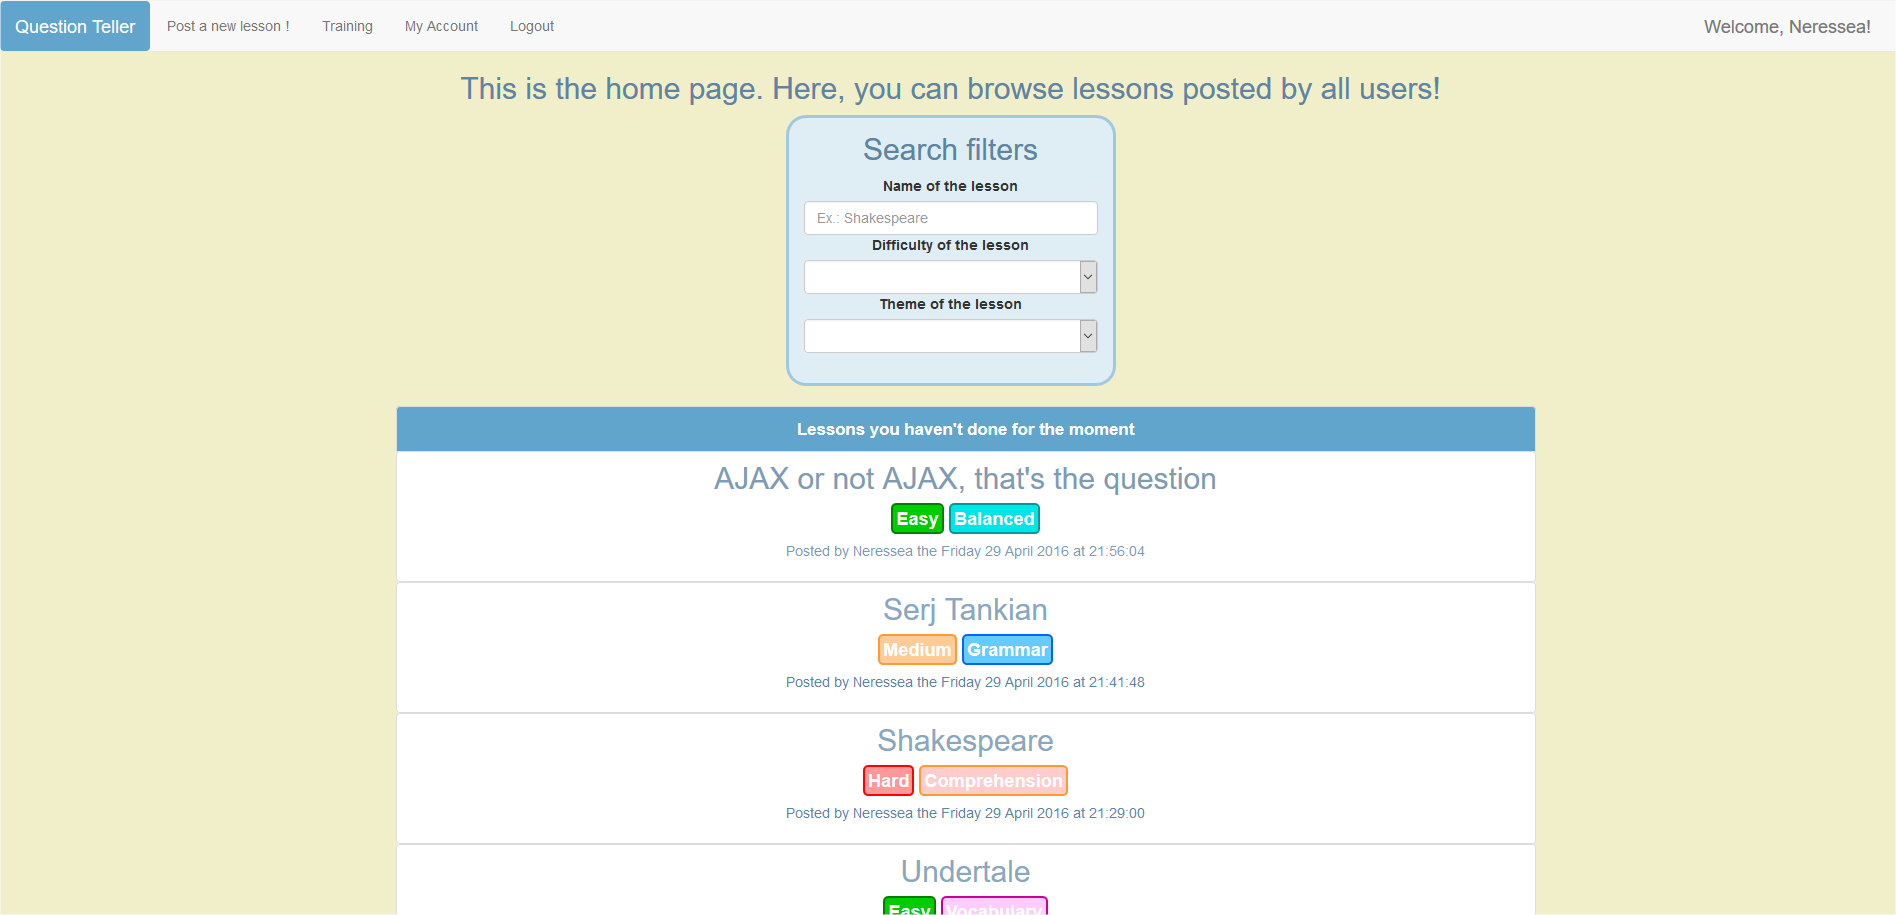 Question Teller Post a new lesson ! Training My Account Logout Welcome, Neressea!
This is the home page. Here, you can browse lessons posted by all users!
Search filters
Name of the lesson
Ex.: Shakespeare
Difficulty of the lesson
Theme of the lesson
Lessons you haven't done for the moment
AJAX or not AJAX, that's the question
Easy Balanced
Posted by Neressea the Friday 29 April 2016 at 21:56:04
Serj Tankian
Medium Grammar
Posted by Neressea the Friday 29 April 2016 at 21:41:48
Shakespeare
Hard Comprehension
Posted by Neressea the Friday 29 April 2016 at 21:29:00
Undertale
Easy Vocabulary